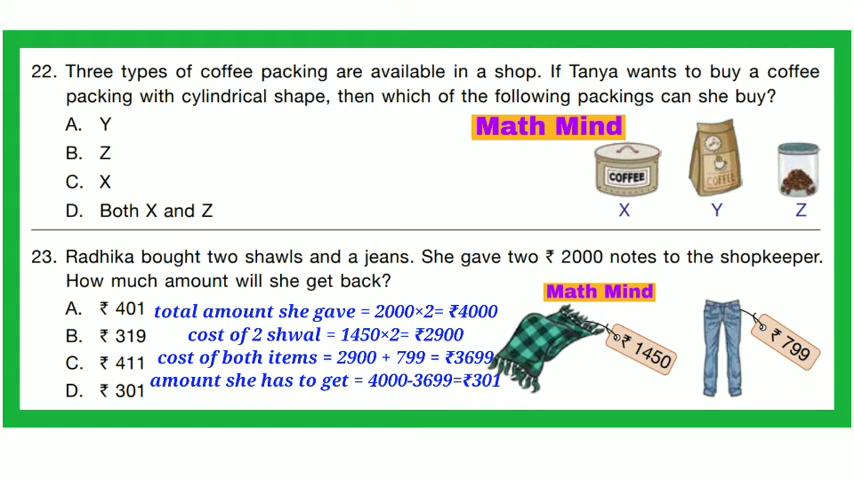 22. Three types of coffee packing are available in a shop. If Tanya wants to buy a coffee
packing with cylindrical shape, then which of the following packings can she buy?
A. Y
Math Mind
B. Z
C. X
D. Both X and Z
COFFEE
COFFEE
X Y Z
23. Radhika bought two shawls and a jeans. She gave two ₹ 2000 notes to the shopkeeper.
How much amount will she get back?
Math Mind
A. ₹ 401 total amount she gave = 2000×2= ₹4000
B. ₹ 319 cost of 2 shwal = 1450×2= ₹2900
C. ₹ 411 cost of both items = 2900 + 799 = ₹3699
D. ₹ 301 amount she has to get = 4000-3699=₹301
₹ 1450
₹ 799